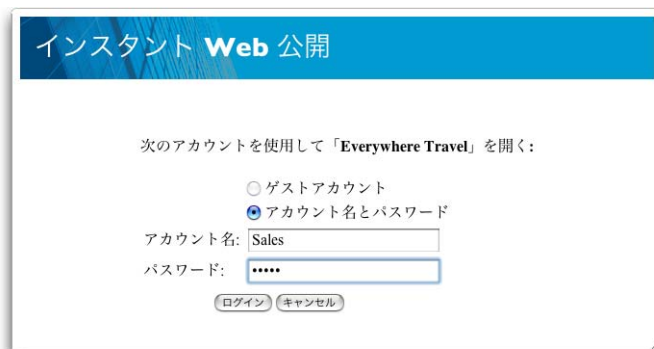 インスタント Web 公開
次のアカウントを使用して「Everywhere Travel」を開く:
ゲストアカウント
アカウント名とパスワード
アカウント名: Sales
パスワード: •••••
ログイン キャンセル